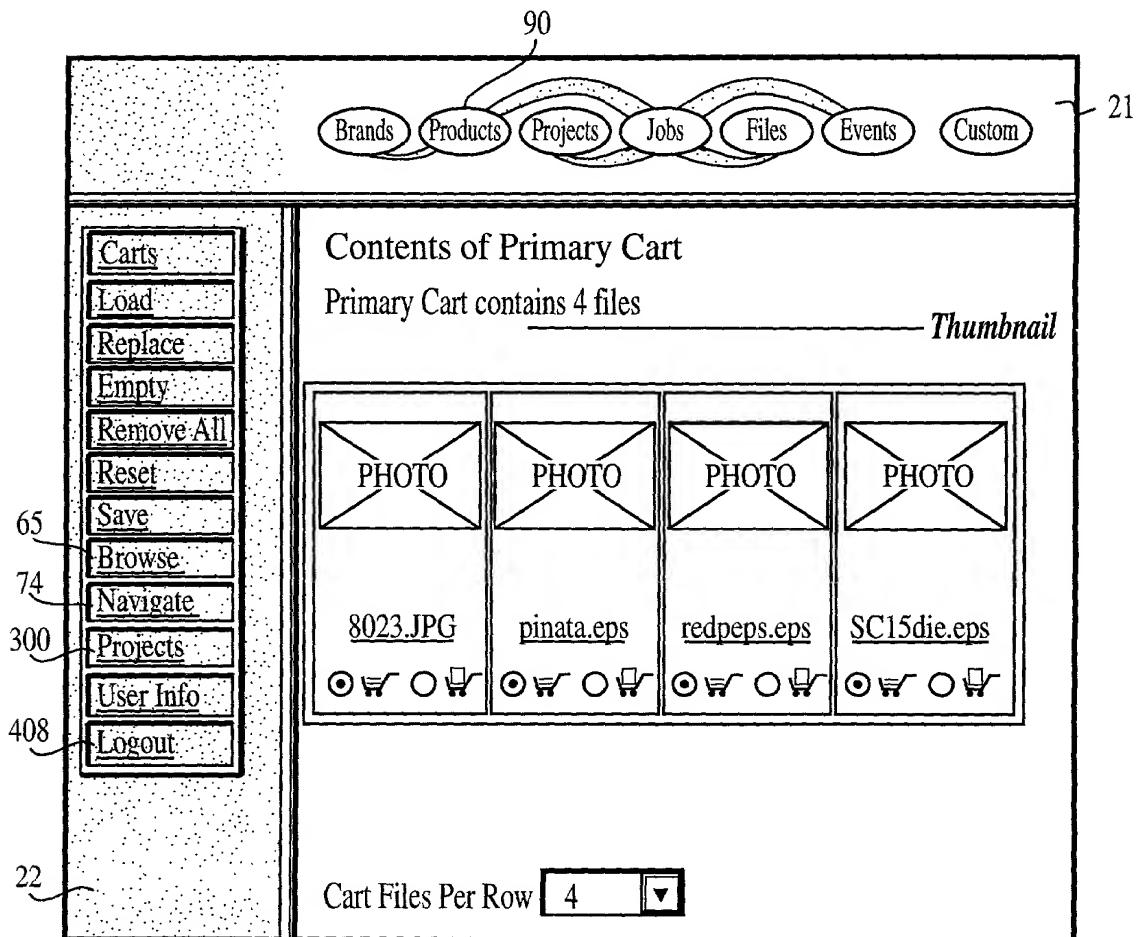 90
21
Brands Products Projects Jobs Files Events Custom
Carts
Load
Replace
Empty
Remove All
Reset
Save
65
Browse
74
Navigate
300
Projects
User Info
408
Logout
22
Contents of Primary Cart
Primary Cart contains 4 files
Thumbnail
PHOTO PHOTO PHOTO PHOTO
8023.JPG pinata.eps redpeps.eps SC15die.eps
Cart Files Per Row 4